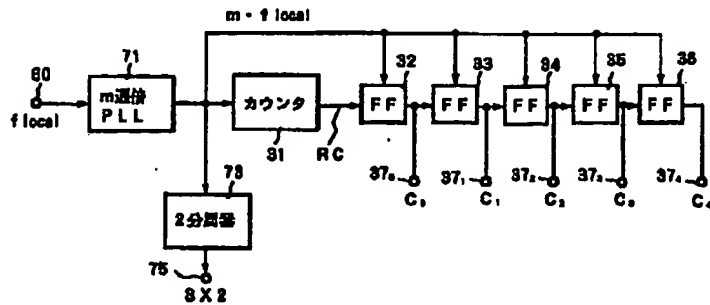 m・f local
80
71
32
33
34
35
36
m逓倍
PLL
カウンタ
FF
FF
FF
FF
FF
f local
31
RC
73
37₀
37₁
37₂
37₃
37₄
C₀
C₁
C₂
C₃
C₄
2分周器
75
SX2